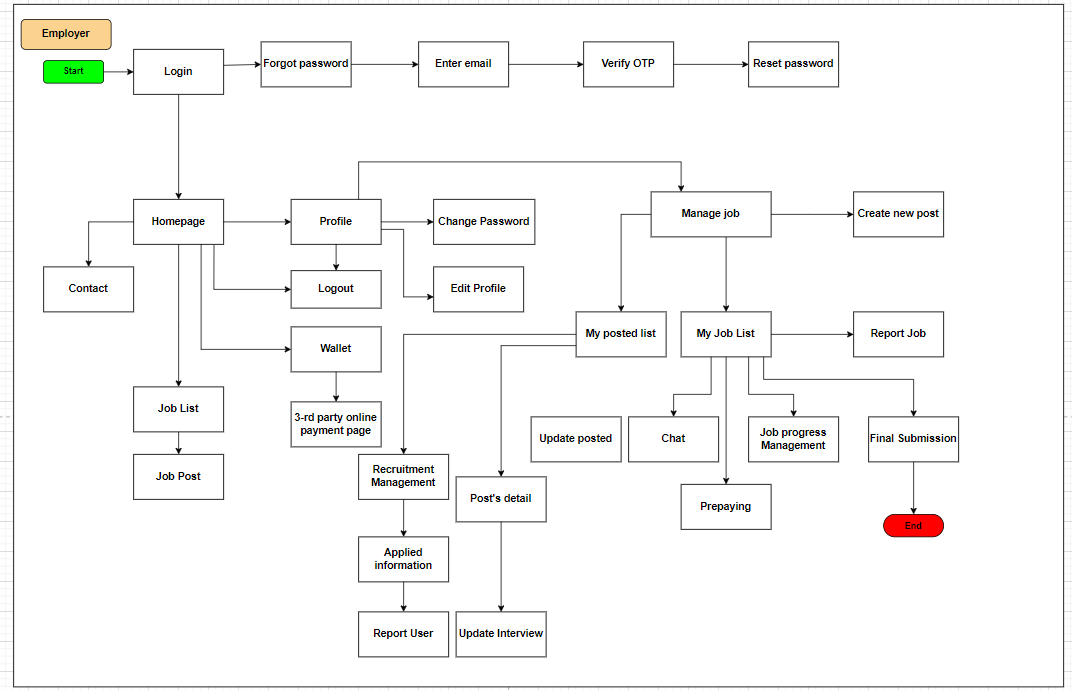 Employer
Start
Login
Forgot password
Enter email
Verify OTP
Reset password
Homepage
Profile
Change Password
Manage job
Create new post
Contact
Logout
Edit Profile
Wallet
My posted list
My Job List
Report Job
Job List
3-rd party online
payment page
Update posted
Chat
Job progress
Management
Final Submission
Job Post
Recruitment
Management
Post's detail
Prepaying
End
Applied
information
Report User
Update Interview